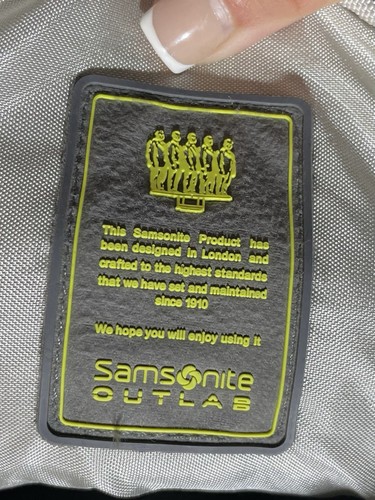 This Samsonite Product has
been designed in London and
crafted to the highest standards
that we have set and maintained
since 1910
We hope you will enjoy using it
Samsonite
OUTLAB